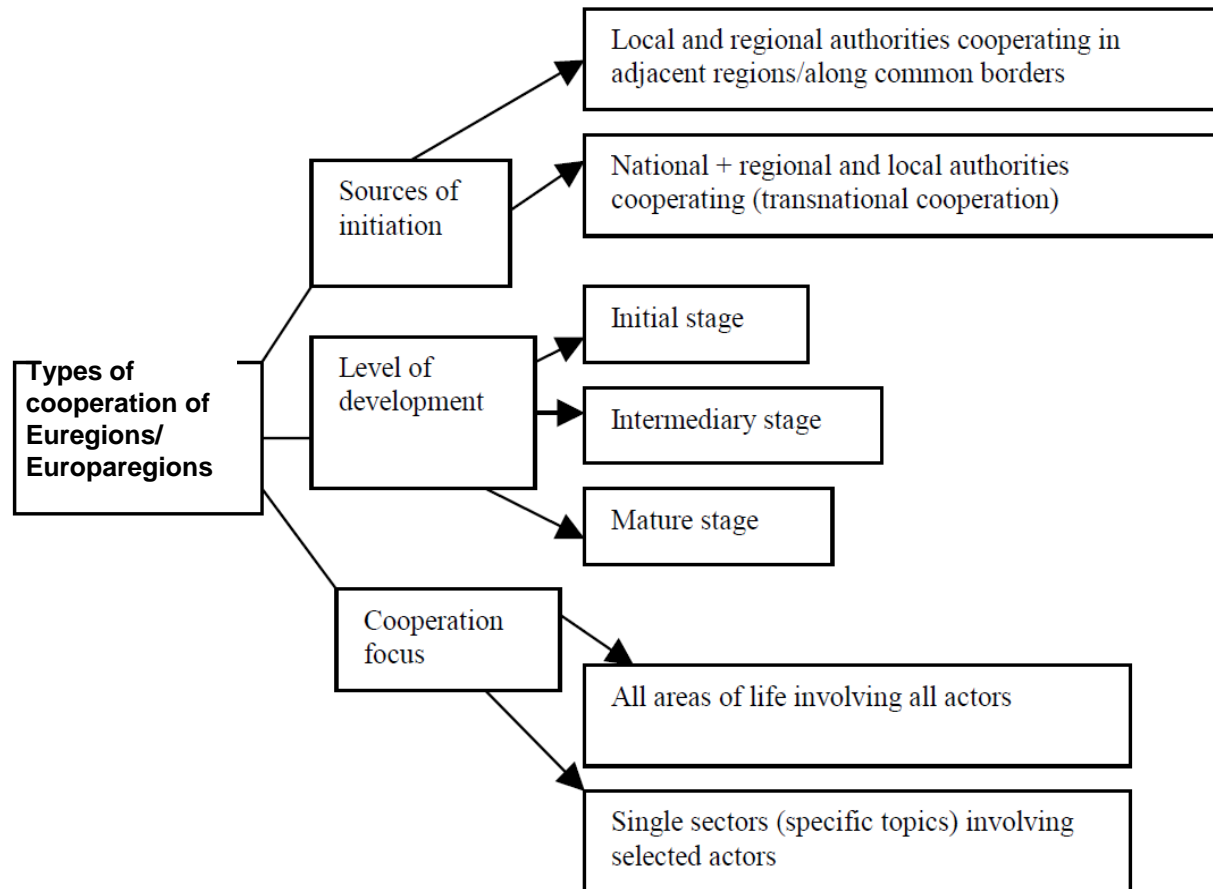 Local and regional authorities cooperating in
adjacent regions/along common borders
National + regional and local authorities
cooperating (transnational cooperation)
Sources of
initiation
Initial stage
Level of
development
Intermediary stage
Types of
cooperation of
Euregions/
Europaregions
Mature stage
Cooperation
focus
All areas of life involving all actors
Single sectors (specific topics) involving
selected actors